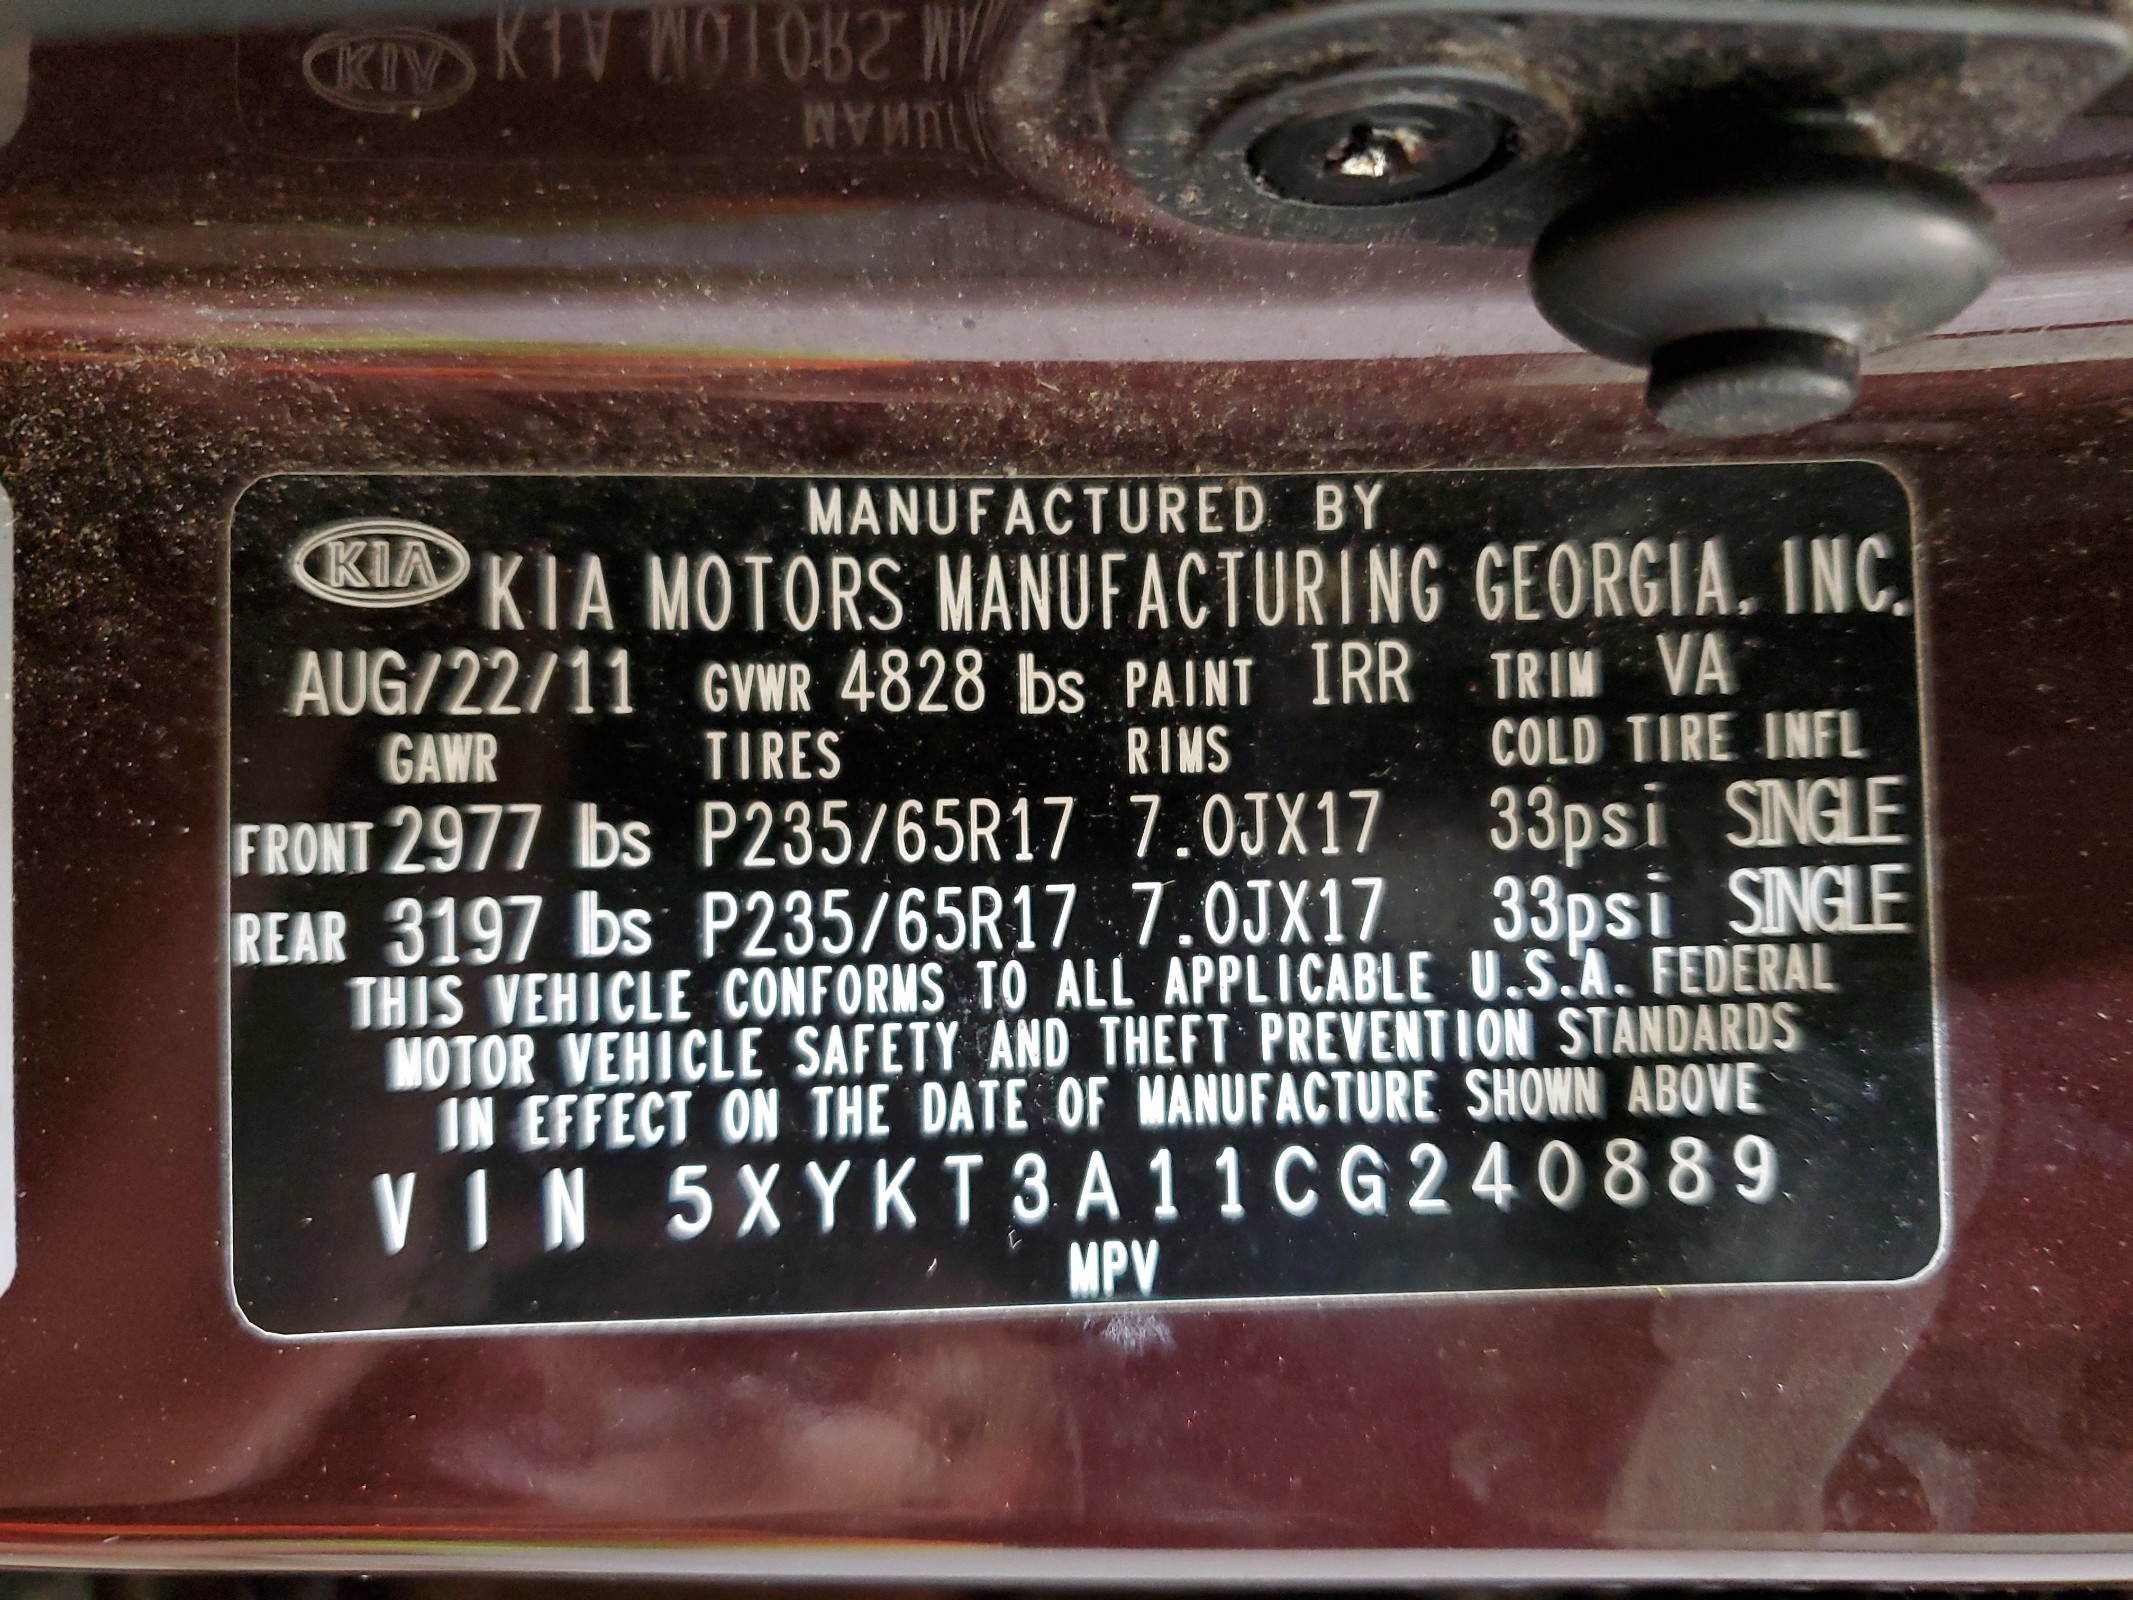 MANUFACTURED BY
KIA KIA MOTORS MANUFACTURING GEORGIA, INC.
AUG/22/11 GVWR 4828 lbs PAINT IRR TRIM VA
GAWR TIRES RIMS COLD TIRE INFL
FRONT 2977 lbs P235/65R17 7.0JX17 33psi SINGLE
REAR 3197 lbs P235/65R17 7.0JX17 33psi SINGLE
THIS VEHICLE CONFORMS TO ALL APPLICABLE U.S.A. FEDERAL
MOTOR VEHICLE SAFETY AND THEFT PREVENTION STANDARDS
IN EFFECT ON THE DATE OF MANUFACTURE SHOWN ABOVE
VIN 5XYKT3A11CG240889
MPV